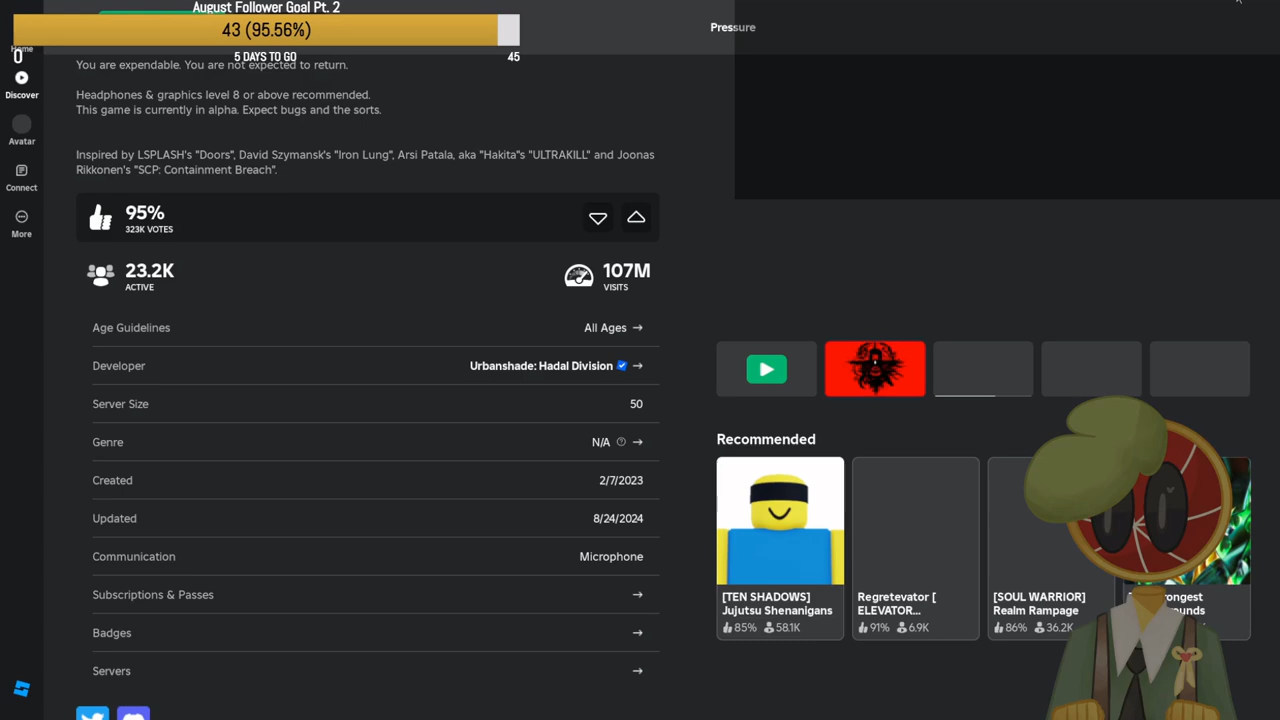 August Follower Goal Pt. 2
43 (95.56%)
5 DAYS TO GO
45
0
Pressure
Home
Discover
Avatar
Connect
More
You are expendable. You are not expected to return.
Headphones & graphics level 8 or above recommended.
This game is currently in alpha. Expect bugs and the sorts.
Inspired by LSPLASH's "Doors", David Szymansk's "Iron Lung", Arsi Patala, aka "Hakita"s "ULTRAKILL" and Joonas
Rikkonen's "SCP: Containment Breach".
95%
323K VOTES
23.2K
ACTIVE
107M
VISITS
Age Guidelines
All Ages
Developer
Urbanshade: Hadal Division
Server Size
50
Genre
N/A
Created
2/7/2023
Updated
8/24/2024
Communication
Microphone
Subscriptions & Passes
Badges
Servers
Recommended
[TEN SHADOWS]
Jujutsu Shenanigans
85% 58.1K
Regretevator [
ELEVATOR...
91% 6.9K
[SOUL WARRIOR]
Realm Rampage
86% 36.2K